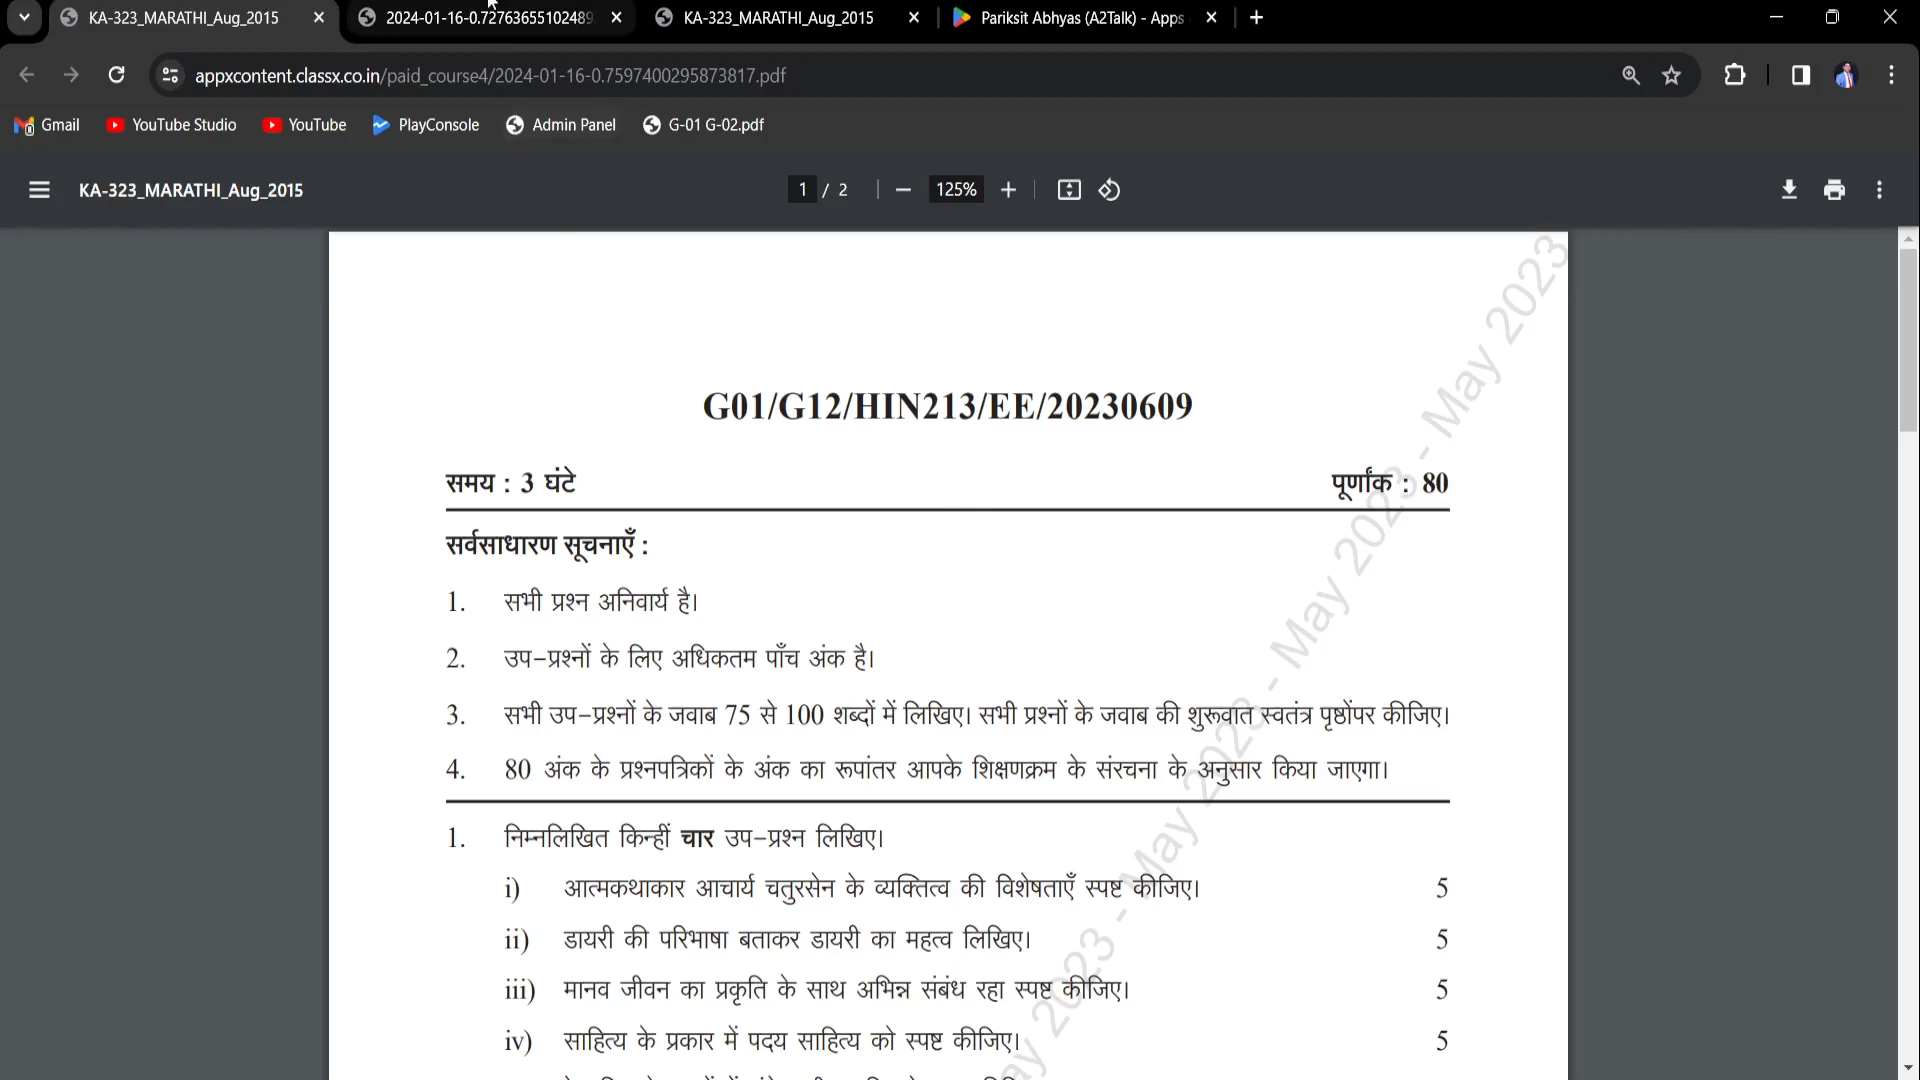 KA-323_MARATHI_Aug_2015
2024-01-16-0.72763655102489
KA-323_MARATHI_Aug_2015
Pariksit Abhyas (A2Talk) - Apps
appxcontent.classx.co.in/paid_course4/2024-01-16-0.7597400295873817.pdf
Gmail
YouTube Studio
YouTube
PlayConsole
Admin Panel
G-01 G-02.pdf
KA-323_MARATHI_Aug_2015
1 / 2
125%
G01/G12/HIN213/EE/20230609
समय : 3 घंटे
पूर्णांक : 80
सर्वसाधारण सूचनाएँ :
1. सभी प्रश्न अनिवार्य है।
2. उप-प्रश्नों के लिए अधिकतम पाँच अंक है।
3. सभी उप-प्रश्नों के जवाब 75 से 100 शब्दों में लिखिए। सभी प्रश्नों के जवाब की शुरूवात स्वतंत्र पृष्ठोंपर कीजिए।
4. 80 अंक के प्रश्नपत्रिकों के अंक का रूपांतर आपके शिक्षणक्रम के संरचना के अनुसार किया जाएगा।
1. निम्नलिखित किन्हीं चार उप-प्रश्न लिखिए।
i) आत्मकथाकार आचार्य चतुरसेन के व्यक्तित्व की विशेषताएँ स्पष्ट कीजिए। 5
ii) डायरी की परिभाषा बताकर डायरी का महत्व लिखिए। 5
iii) मानव जीवन का प्रकृति के साथ अभिन्न संबंध रहा स्पष्ट कीजिए। 5
iv) साहित्य के प्रकार में पदय साहित्य को स्पष्ट कीजिए। 5
May 2023 - May 2023 - May 2023 - May 2023